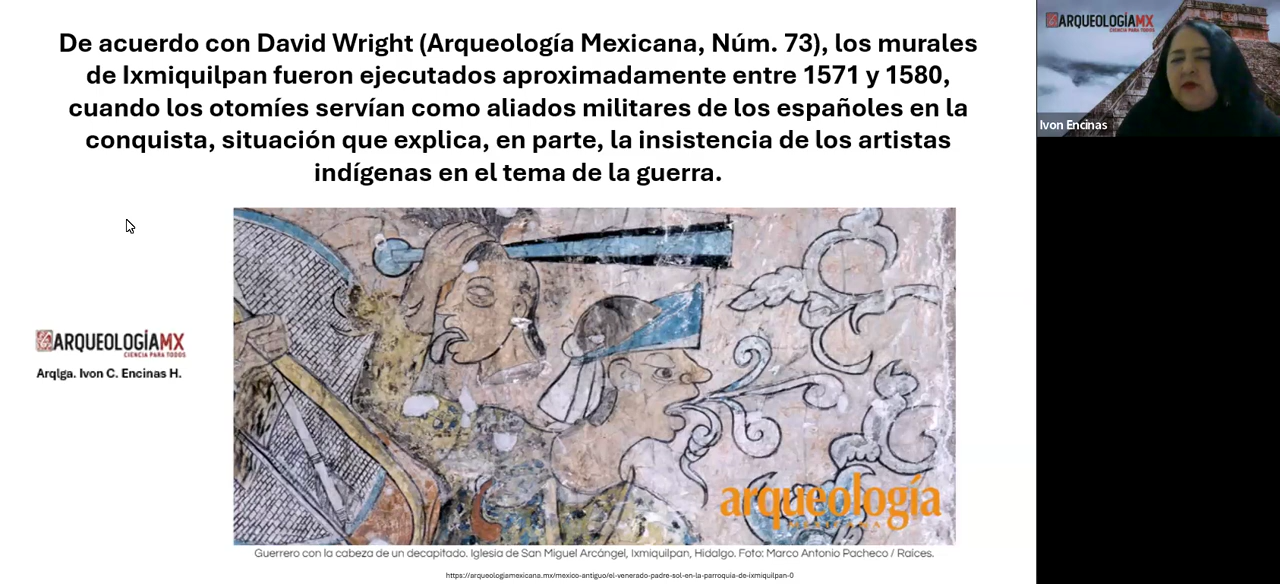 De acuerdo con David Wright (Arqueología Mexicana, Núm. 73), los murales
de Ixmiquilpan fueron ejecutados aproximadamente entre 1571 y 1580,
cuando los otomíes servían como aliados militares de los españoles en la
conquista, situación que explica, en parte, la insistencia de los artistas
indígenas en el tema de la guerra.
ARQUEOLOGÍAMX
CIENCIA PARA TODOS
Arqlga. Ivon C. Encinas H.
arqueología
MEXICANA
Guerrero con la cabeza de un decapitado. Iglesia de San Miguel Arcángel, Ixmiquilpan, Hidalgo. Foto: Marco Antonio Pacheco / Raíces.
https://arqueologiamexicana.mx/mexico-antiguo/el-venerado-padre-sol-en-la-parroquia-de-ixmiquilpan-0
ARQUEOLOGÍAMX
CIENCIA PARA TODOS
Ivon Encinas